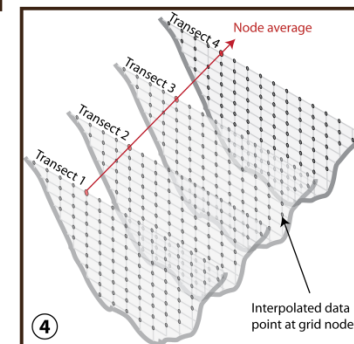 Node average
Transect 4
Transect 3
Transect 2
Transect 1
Interpolated data
point at grid node
4